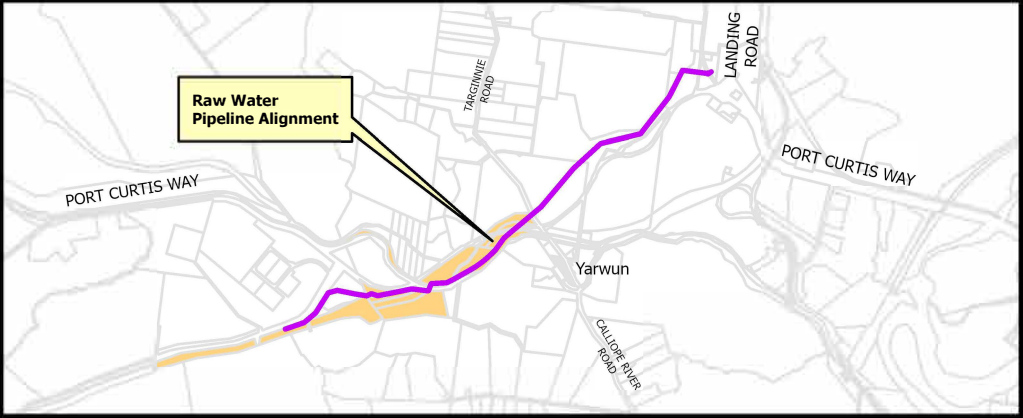 LANDING
ROAD
TARGINNIE
ROAD
Raw Water
Pipeline Alignment
PORT CURTIS WAY
PORT CURTIS WAY
Yarwun
CALLIOPE RIVER
ROAD